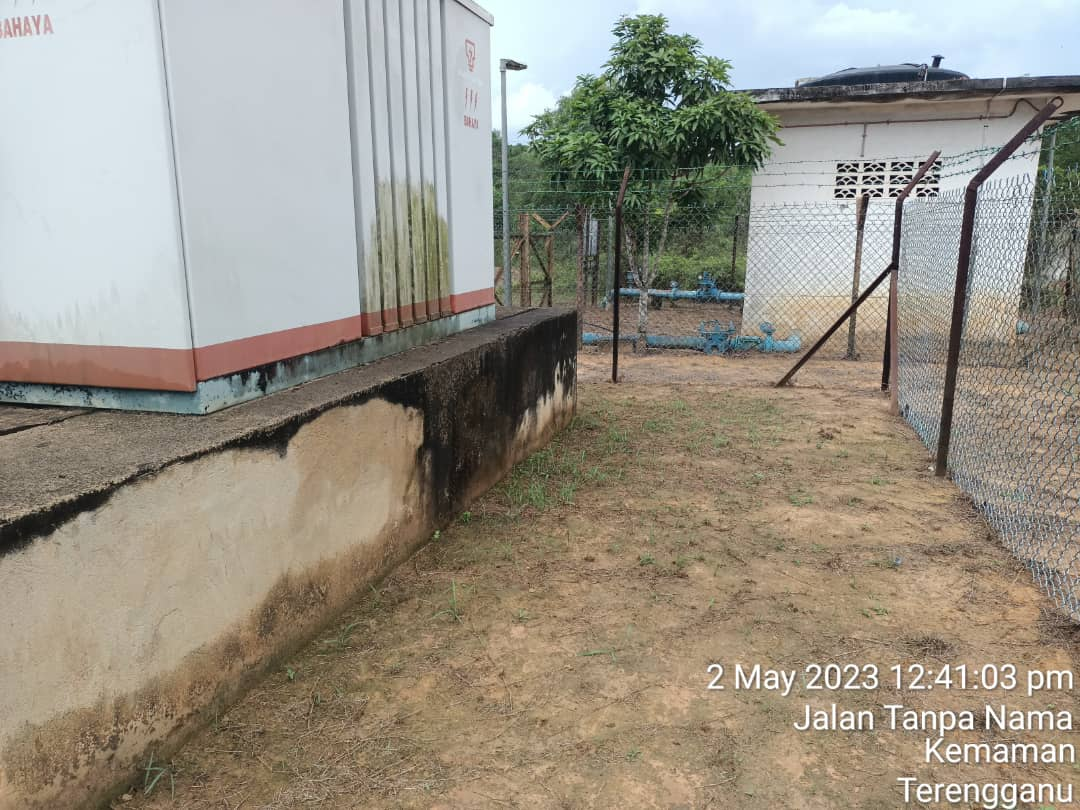 BAHAYA
BAHAYA
2 May 2023 12:41:03 pm
Jalan Tanpa Nama
Kemaman
Terengganu